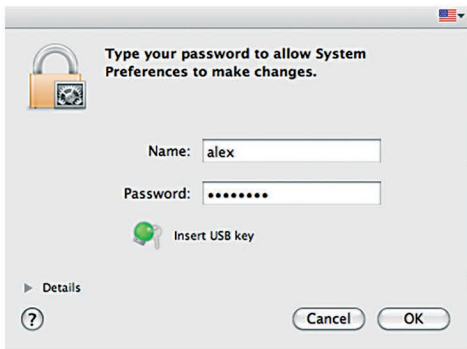 Type your password to allow System
Preferences to make changes.
Name: alex
Password: ••••••••
Insert USB key
Details
?
Cancel OK